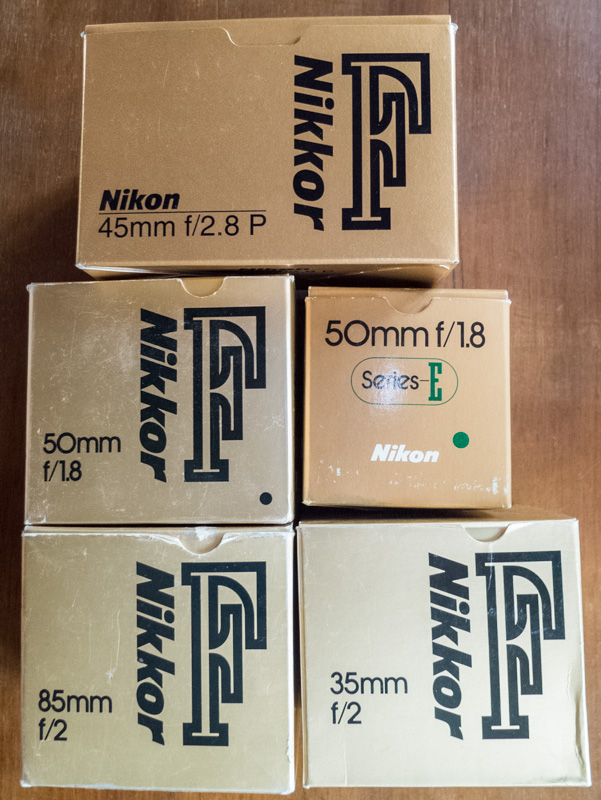 F
Nikkor
Nikon
45mm f/2.8 P
F
Nikkor
50mm
f/1.8
50mm f/1.8
Series-E
Nikon
F
Nikkor
85mm
f/2
F
Nikkor
35mm
f/2